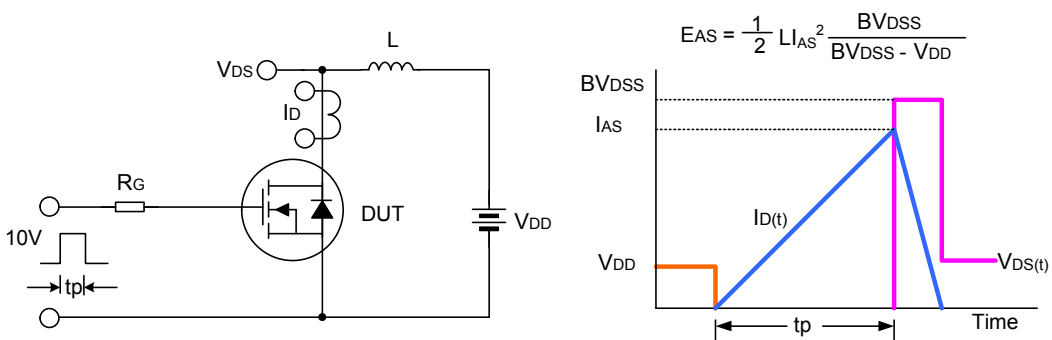 L
VDS
ID
RG
10V
tp
DUT
VDD
EAS = 1/2 LIAS² BVDSS / BVDSS - VDD
BVDSS
IAS
ID(t)
VDD
VDS(t)
tp
Time